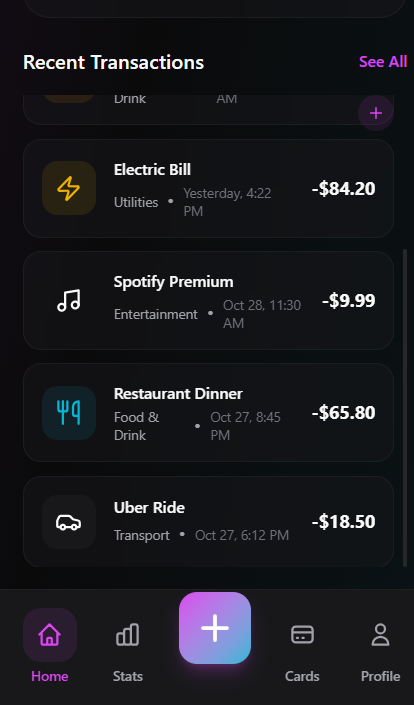 Recent Transactions See All
Drink AM
Electric Bill
Utilities • Yesterday, 4:22
PM
-$84.20
Spotify Premium
Entertainment • Oct 28, 11:30
AM
-$9.99
Restaurant Dinner
Food &
Drink • Oct 27, 8:45
PM
-$65.80
Uber Ride
Transport • Oct 27, 6:12 PM
-$18.50
Home Stats Cards Profile